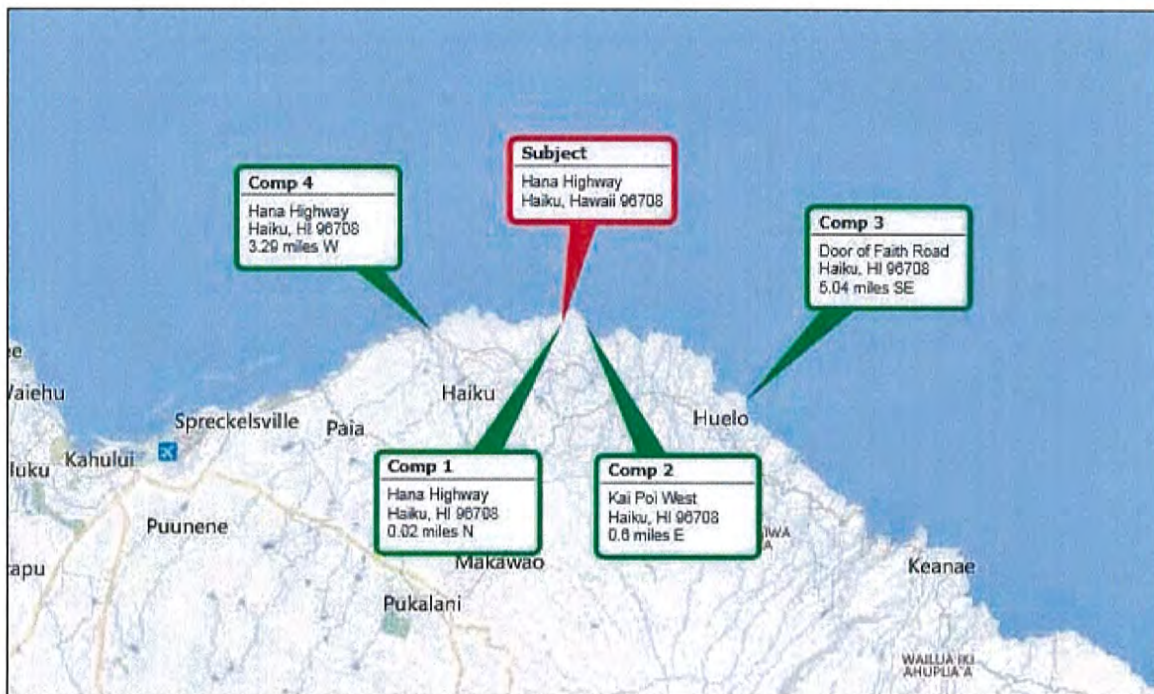 Subject
Hana Highway
Haiku, Hawaii 96708
Comp 4
Hana Highway
Haiku, HI 96708
3.29 miles W
Comp 3
Door of Faith Road
Haiku, HI 96708
5.04 miles SE
Haiku
Huelo
Spreckelsville
Paia
Kahului
Puunene
Comp 1
Hana Highway
Haiku, HI 96708
0.02 miles N
Comp 2
Kai Poi West
Haiku, HI 96708
0.6 miles E
Makawao
Keanae
Pukalani
WAILUA IKI
AHUPUA'A